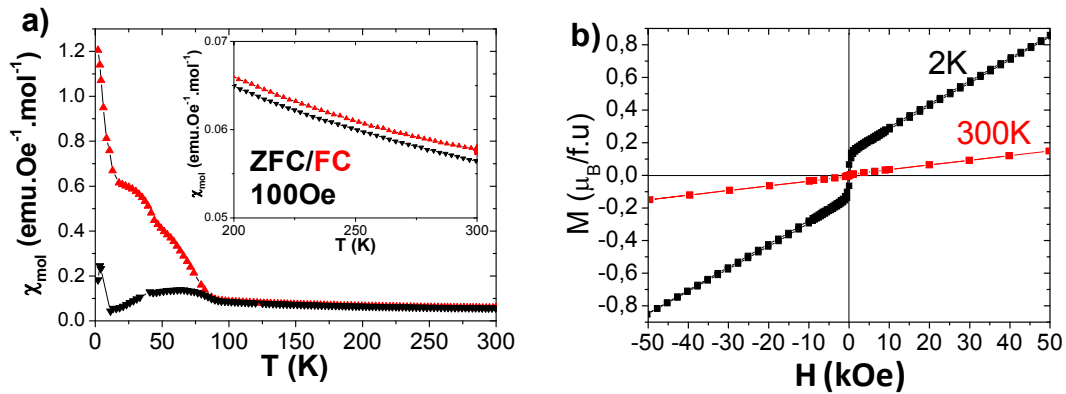 a)
χmol (emu.Oe-1.mol-1)
1.2
1.0
0.8
0.6
0.4
0.2
0.0
0 50 100 150 200 250 300
T (K)
χmol (emu.Oe-1.mol-1)
0.07
0.06
0.05
200 250 300
T (K)
ZFC/FC
100Oe
b)
M (μB/f.u)
0,8
0,6
0,4
0,2
0,0
-0,2
-0,4
-0,6
-0,8
2K
300K
-50 -40 -30 -20 -10 0 10 20 30 40 50
H (kOe)